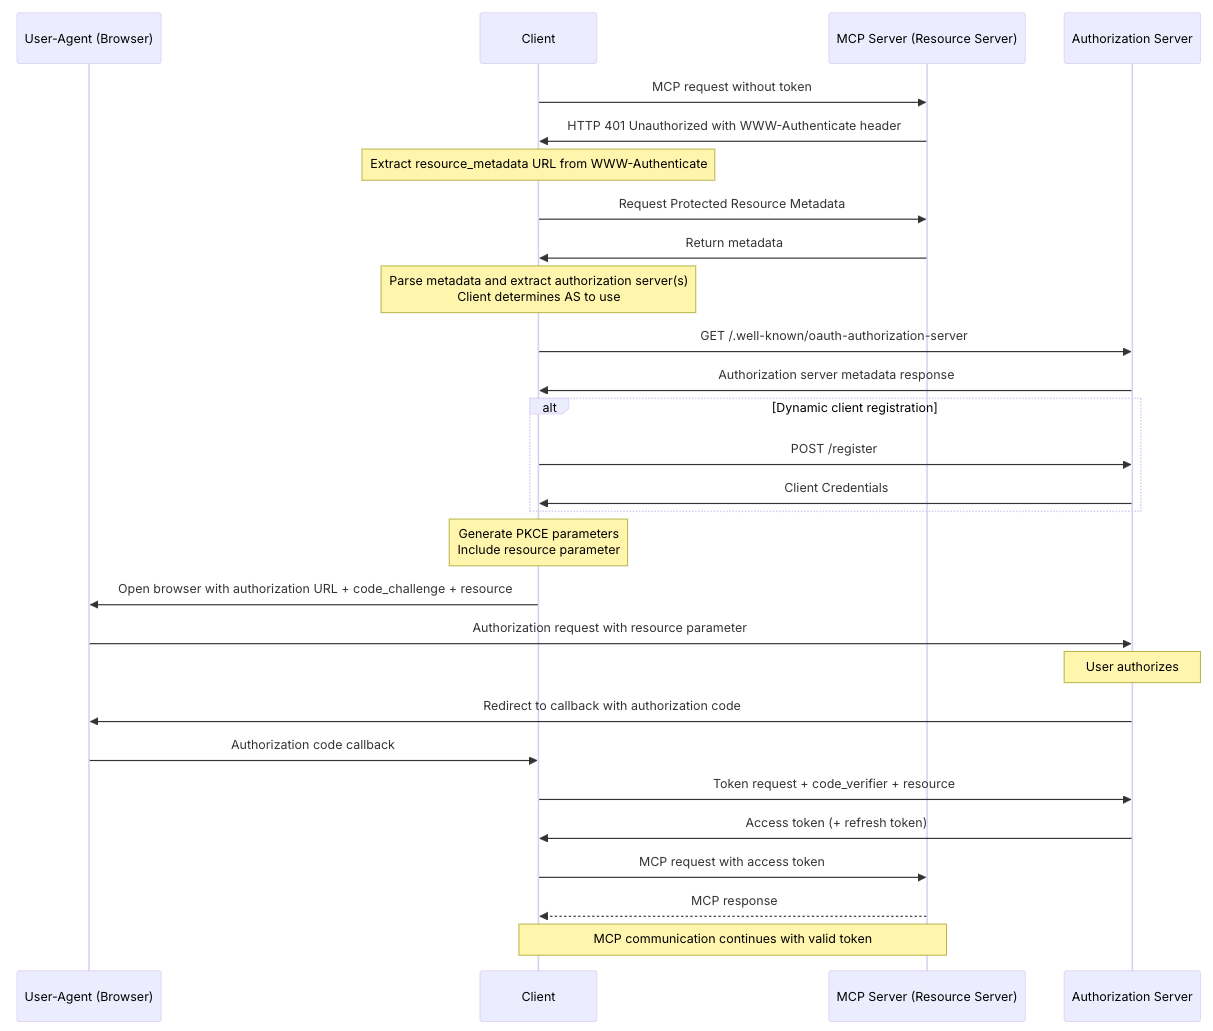 User-Agent (Browser)
Client
MCP Server (Resource Server)
Authorization Server
MCP request without token
HTTP 401 Unauthorized with WWW-Authenticate header
Extract resource_metadata URL from WWW-Authenticate
Request Protected Resource Metadata
Return metadata
Parse metadata and extract authorization server(s)
Client determines AS to use
GET /.well-known/oauth-authorization-server
Authorization server metadata response
alt
[Dynamic client registration]
POST /register
Client Credentials
Generate PKCE parameters
Include resource parameter
Open browser with authorization URL + code_challenge + resource
Authorization request with resource parameter
User authorizes
Redirect to callback with authorization code
Authorization code callback
Token request + code_verifier + resource
Access token (+ refresh token)
MCP request with access token
MCP response
MCP communication continues with valid token
User-Agent (Browser)
Client
MCP Server (Resource Server)
Authorization Server